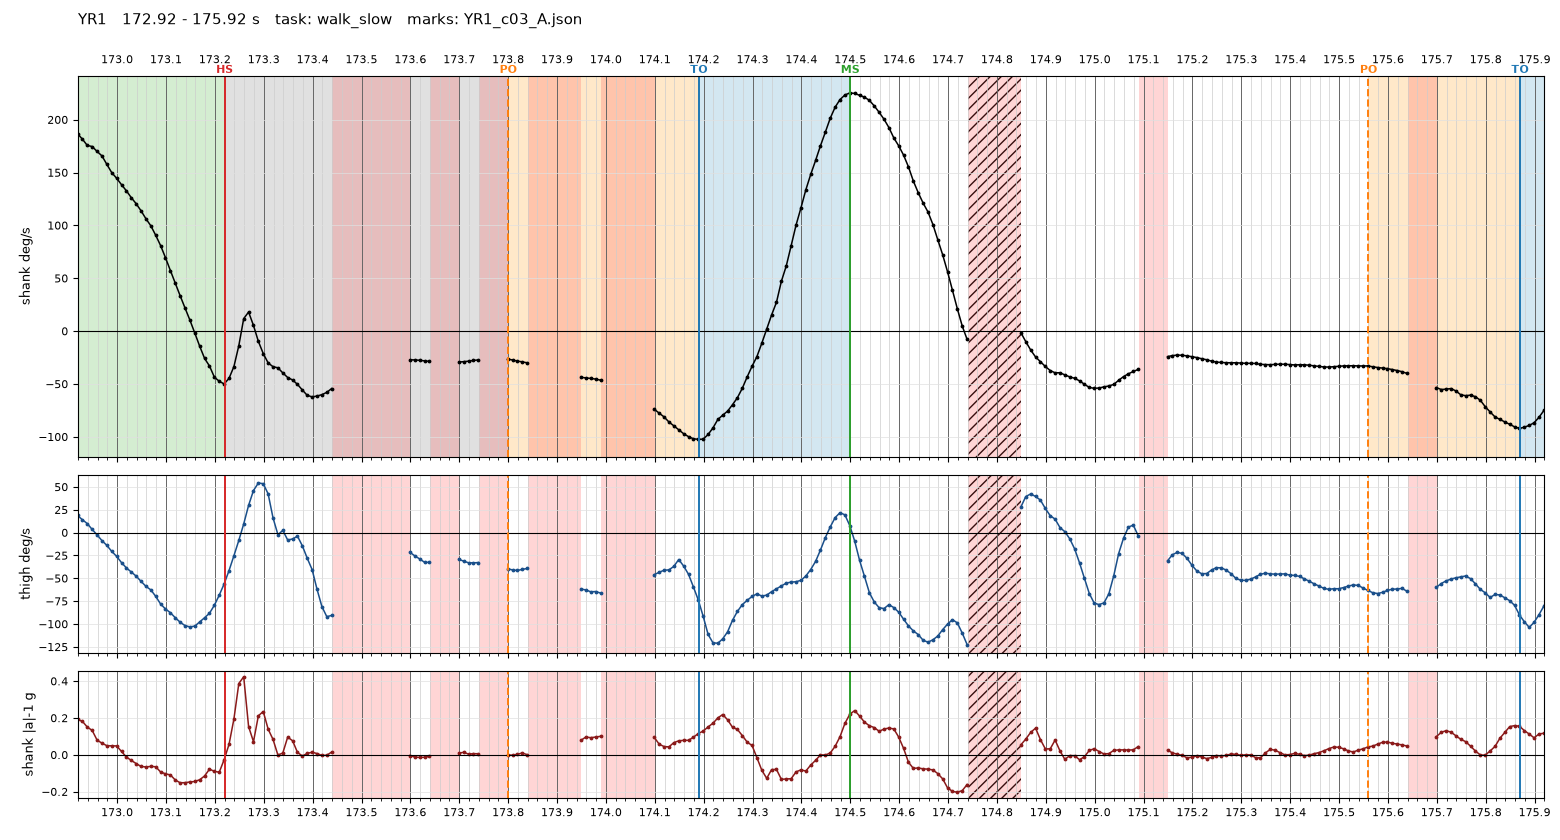 YR1 172.92 - 175.92 s task: walk_slow marks: YR1_c03_A.json
173.0 173.1 173.2 173.3 173.4 173.5 173.6 173.7 173.8 173.9 174.0 174.1 174.2 174.3 174.4 174.5 174.6 174.7 174.8 174.9 175.0 175.1 175.2 175.3 175.4 175.5 175.6 175.7 175.8 175.9
HS PO TO MS PO TO
shank deg/s
200
150
100
50
0
−50
−100
thigh deg/s
50
25
0
−25
−50
−75
−100
−125
shank |a|-1 g
0.4
0.2
0.0
−0.2
173.0 173.1 173.2 173.3 173.4 173.5 173.6 173.7 173.8 173.9 174.0 174.1 174.2 174.3 174.4 174.5 174.6 174.7 174.8 174.9 175.0 175.1 175.2 175.3 175.4 175.5 175.6 175.7 175.8 175.9